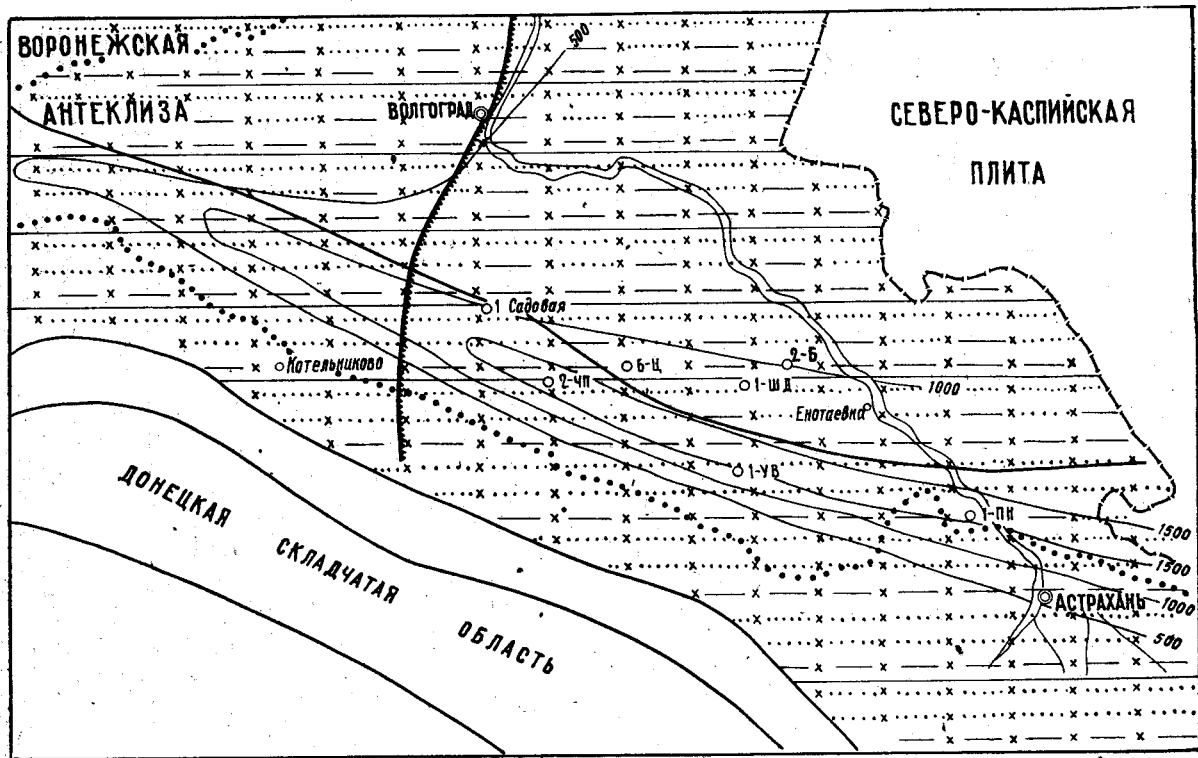 ВОРОНЕЖСКАЯ
АНТЕКЛИЗА
500
ВОЛГОГРАД
СЕВЕРО-КАСПИЙСКАЯ
ПЛИТА
1 Садовая
Котельниково
2-ЧП
6-Ц
2-Б
1-ШД
1000
Енотаевка
1-УВ
1-ПН
ДОНЕЦКАЯ
СКЛАДЧАТАЯ
ОБЛАСТЬ
1500
1500
1000
АСТРАХАНЬ
500